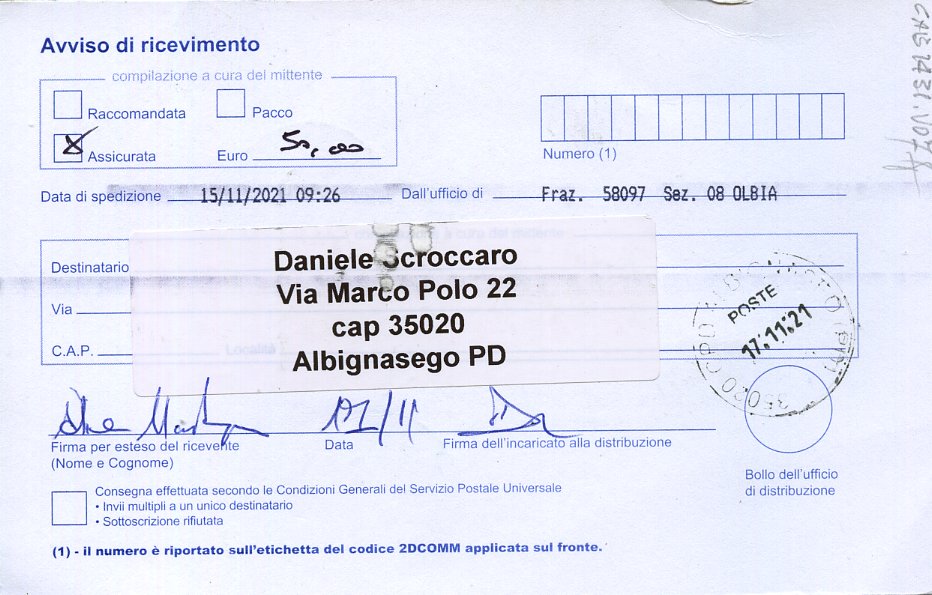 Avviso di ricevimento
compilazione a cura del mittente
Raccomandata Pacco
Assicurata Euro 50,00
Numero (1)
Data di spedizione 15/11/2021 09:26 Dall'ufficio di Fraz. 58097 Sez. 08 OLBIA
Destinatario
Via
C.A.P. Località
Daniele Scroccaro
Via Marco Polo 22
cap 35020
Albignasego PD
POSTE
17.11.21
17/11
Firma per esteso del ricevente Data Firma dell'incaricato alla distribuzione
(Nome e Cognome)
Bollo dell'ufficio
di distribuzione
Consegna effettuata secondo le Condizioni Generali del Servizio Postale Universale
• Invii multipli a un unico destinatario
• Sottoscrizione rifiutata
(1) - il numero è riportato sull'etichetta del codice 2DCOMM applicata sul fronte.